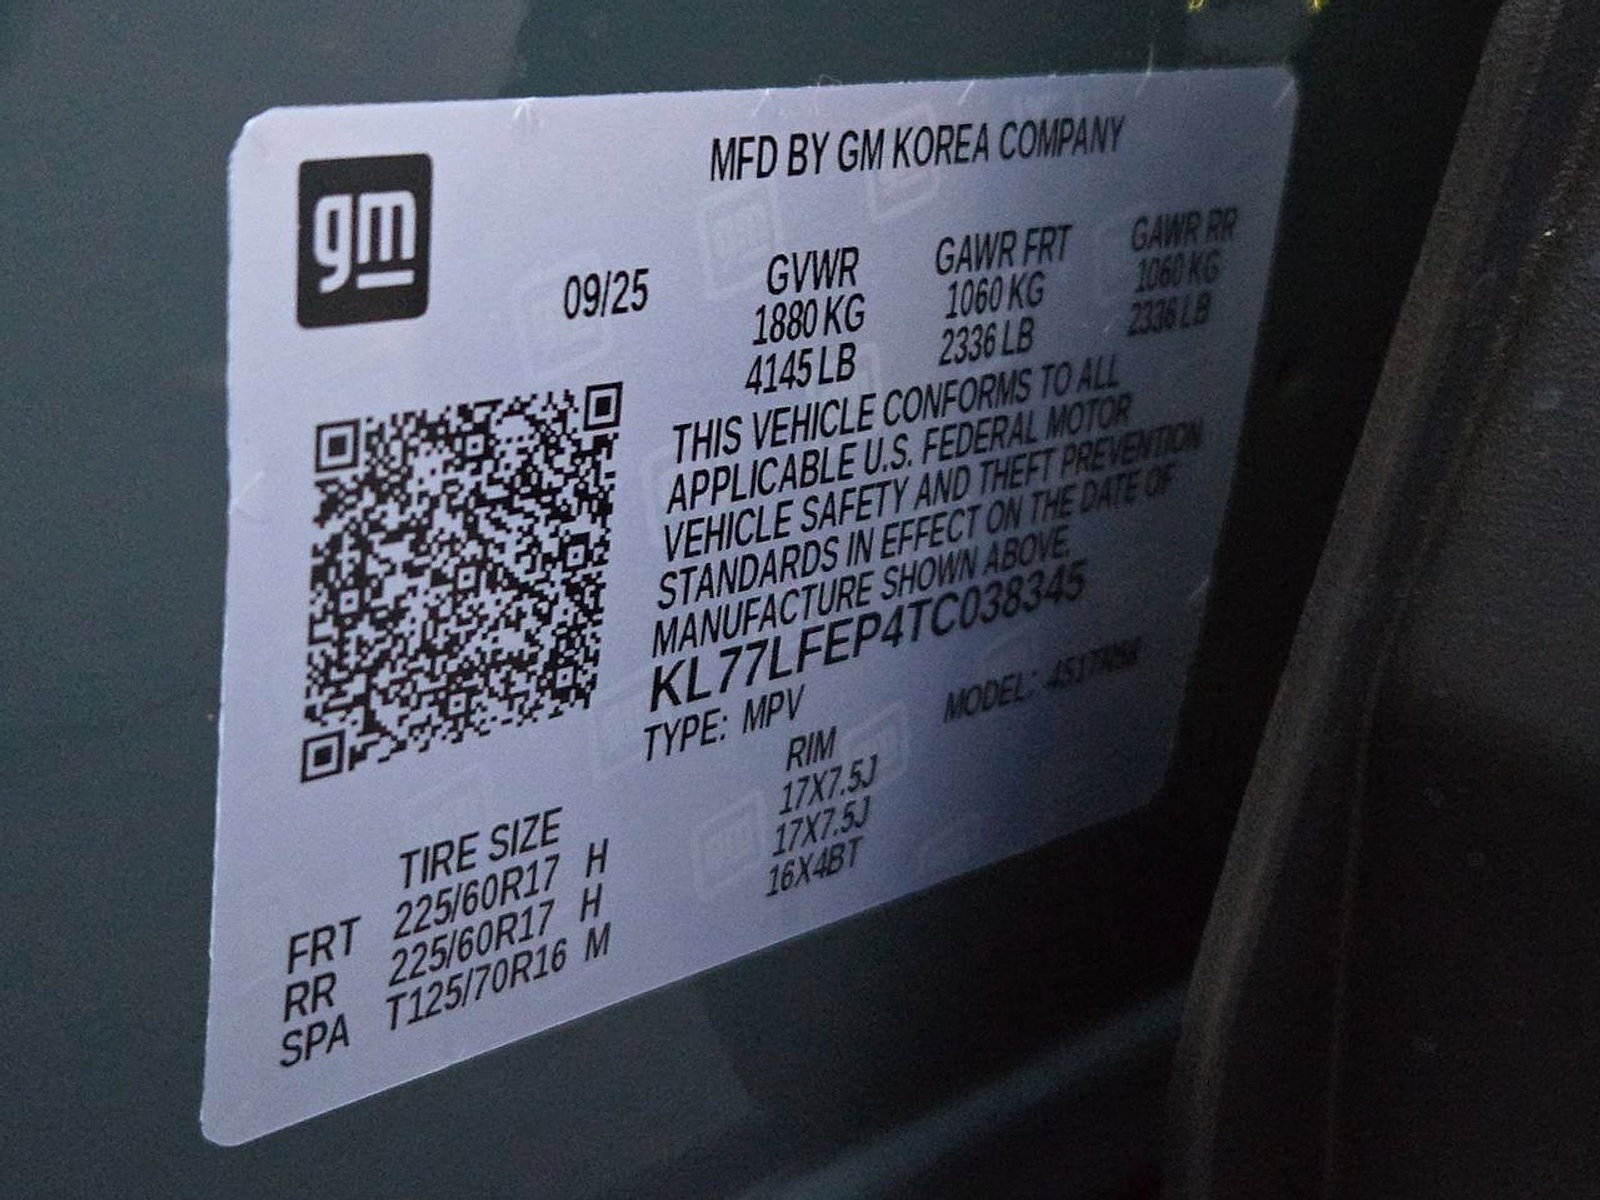 gm
MFD BY GM KOREA COMPANY
09/25
GVWR GAWR FRT GAWR RR
1880 KG 1060 KG 1060 KG
4145 LB 2336 LB 2336 LB
THIS VEHICLE CONFORMS TO ALL
APPLICABLE U.S. FEDERAL MOTOR
VEHICLE SAFETY AND THEFT PREVENTION
STANDARDS IN EFFECT ON THE DATE OF
MANUFACTURE SHOWN ABOVE.
KL77LFEP4TC038345
TYPE: MPV MODEL:
TIRE SIZE RIM
FRT 225/60R17 H 17X7.5J
RR 225/60R17 H 17X7.5J
SPA T125/70R16 M 16X4BT